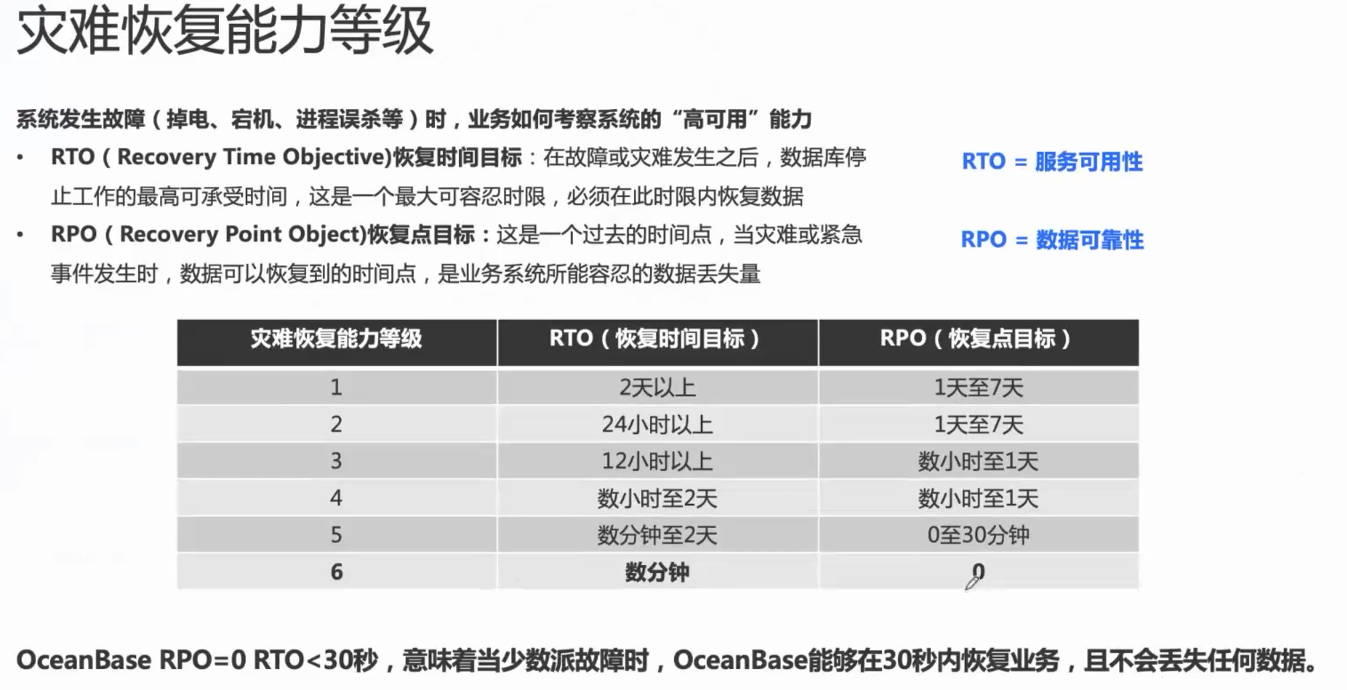 灾难恢复能力等级
系统发生故障（掉电、宕机、进程误杀等）时，业务如何考察系统的“高可用”能力
• RTO（Recovery Time Objective)恢复时间目标：在故障或灾难发生之后，数据库停
止工作的最高可承受时间，这是一个最大可容忍时限，必须在此时限内恢复数据
RTO = 服务可用性
• RPO（Recovery Point Object)恢复点目标：这是一个过去的时间点，当灾难或紧急
事件发生时，数据可以恢复到的时间点，是业务系统所能容忍的数据丢失量
RPO = 数据可靠性
灾难恢复能力等级 RTO（恢复时间目标） RPO（恢复点目标）
1 2天以上 1天至7天
2 24小时以上 1天至7天
3 12小时以上 数小时至1天
4 数小时至2天 数小时至1天
5 数分钟至2天 0至30分钟
6 数分钟 0
OceanBase RPO=0 RTO<30秒，意味着当少数派故障时，OceanBase能够在30秒内恢复业务，且不会丢失任何数据。